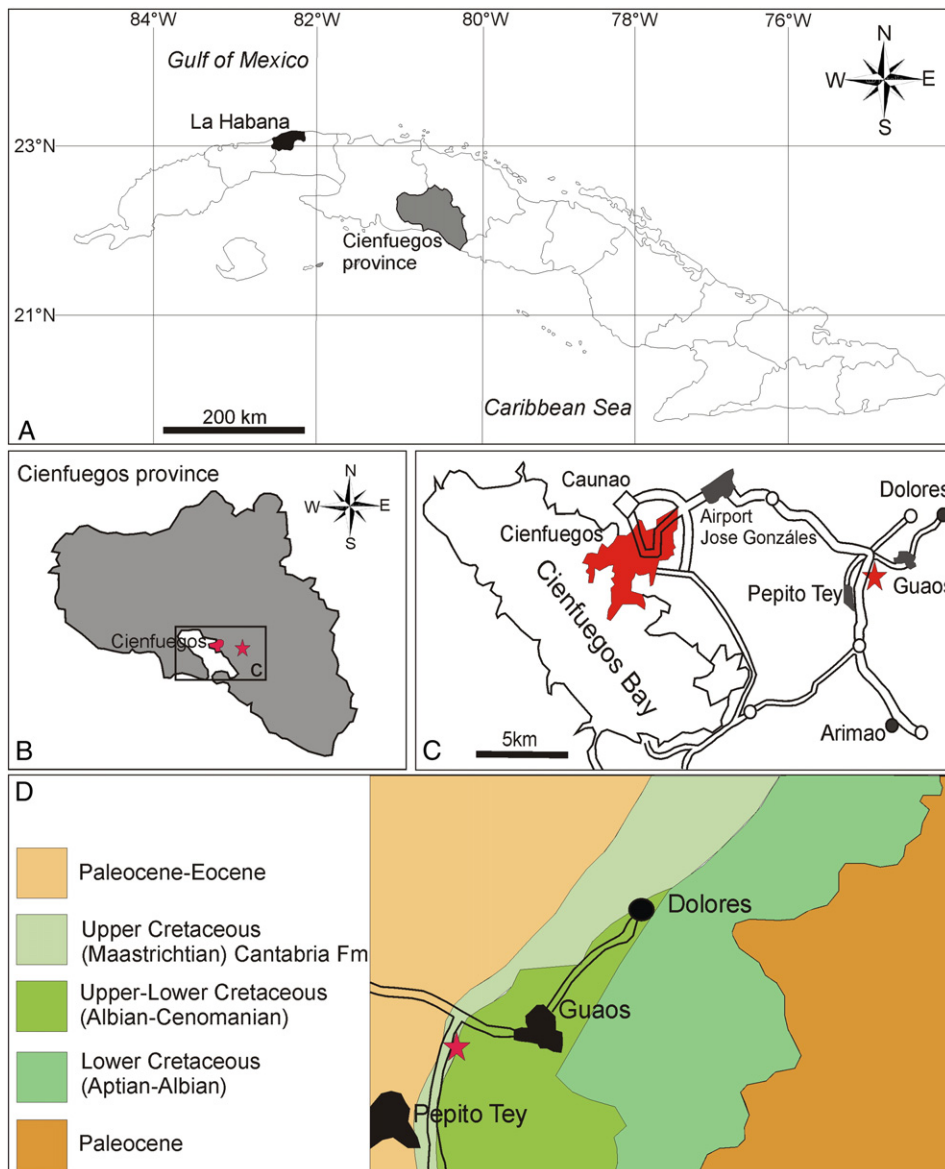 84°W
82°W
80°W
78°W
76°W
Gulf of Mexico
N
W
E
S
La Habana
23°N
Cienfuegos
province
21°N
Caribbean Sea
200 km
A
Cienfuegos province
N
W
E
S
Cienfuegos
C
B
Caunao
Dolores
Cienfuegos
Airport
Jose Gonzáles
Pepito Tey
Guaos
Cienfuegos Bay
5km
Arimao
C
D
Paleocene-Eocene
Upper Cretaceous
(Maastrichtian) Cantabria Fm
Upper-Lower Cretaceous
(Albian-Cenomanian)
Lower Cretaceous
(Aptian-Albian)
Paleocene
Dolores
Guaos
Pepito Tey